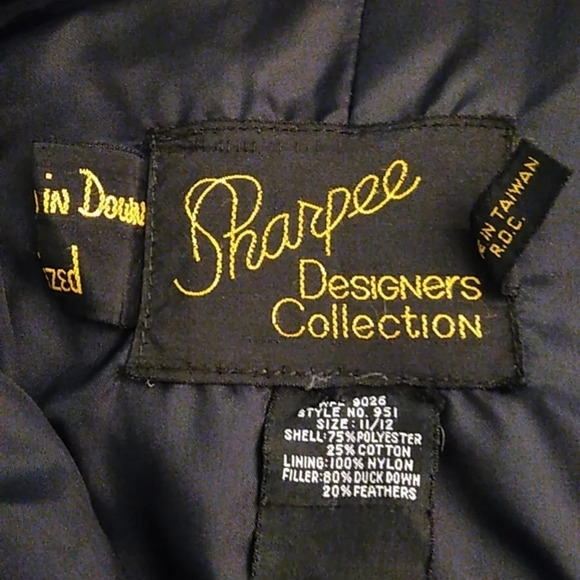 in Down
Sharpee
Designers
Collection
IN TAIWAN
R.O.C.
9026
STYLE NO. 951
SIZE: 11/12
SHELL: 75% POLYESTER
25% COTTON
LINING: 100% NYLON
FILLER: 80% DUCK DOWN
20% FEATHERS